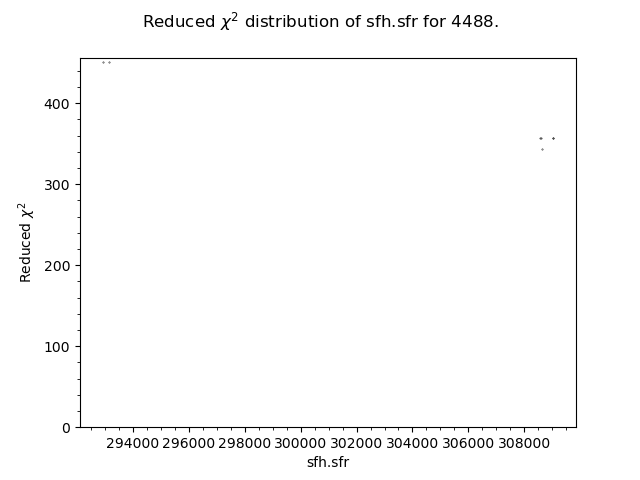 Reduced χ² distribution of sfh.sfr for 4488.
400
300
200
100
0
Reduced χ²
294000 296000 298000 300000 302000 304000 306000 308000
sfh.sfr